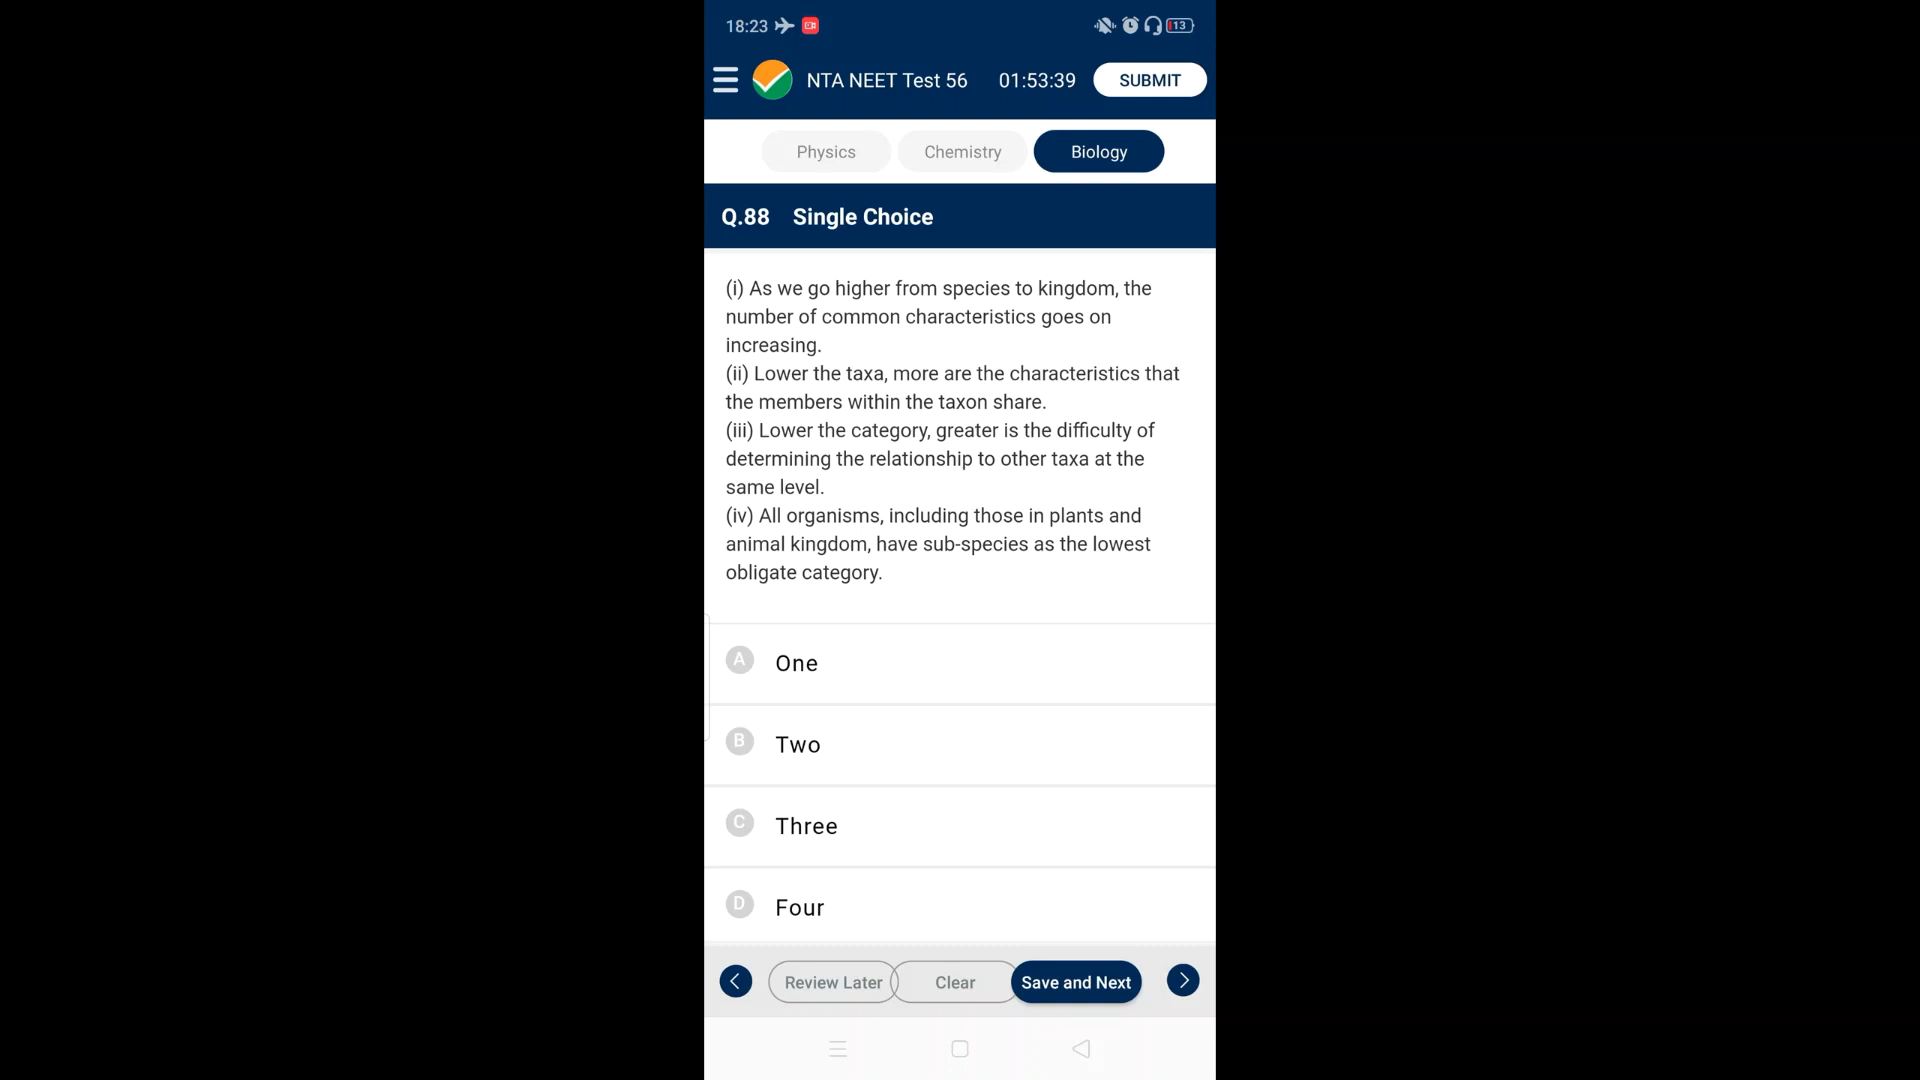 18:23
13
NTA NEET Test 56 01:53:39 SUBMIT
Physics Chemistry Biology
Q.88 Single Choice
(i) As we go higher from species to kingdom, the
number of common characteristics goes on
increasing.
(ii) Lower the taxa, more are the characteristics that
the members within the taxon share.
(iii) Lower the category, greater is the difficulty of
determining the relationship to other taxa at the
same level.
(iv) All organisms, including those in plants and
animal kingdom, have sub-species as the lowest
obligate category.
A One
B Two
C Three
D Four
Review Later Clear Save and Next